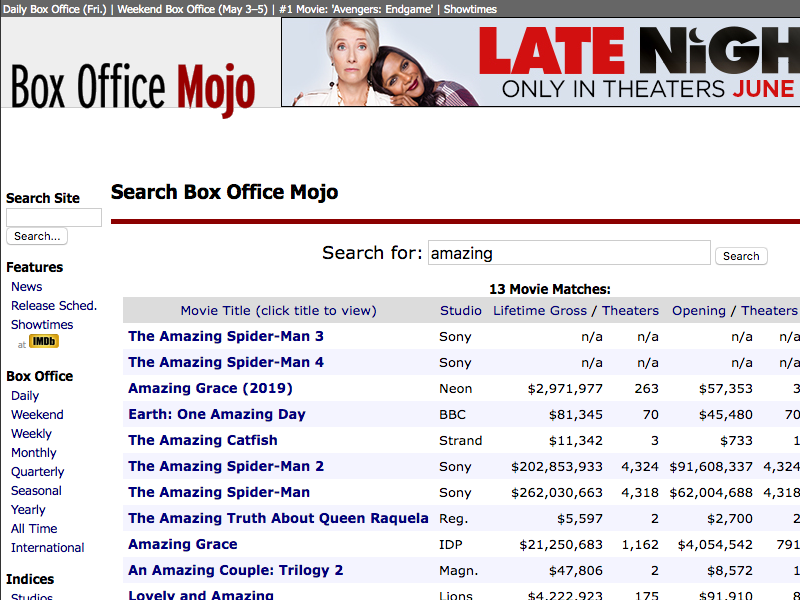 Daily Box Office (Fri.) | Weekend Box Office (May 3–5) | #1 Movie: 'Avengers: Endgame' | Showtimes
Box Office Mojo
LATE NiGH
ONLY IN THEATERS JUNE
Search Box Office Mojo
Search Site
Search...
Search for: amazing Search
Features
News
Release Sched.
Showtimes
at IMDb
Box Office
Daily
Weekend
Weekly
Monthly
Quarterly
Seasonal
Yearly
All Time
International
Indices
Studios
13 Movie Matches:
Movie Title (click title to view) Studio Lifetime Gross / Theaters Opening / Theaters
The Amazing Spider-Man 3 Sony n/a n/a n/a n/a
The Amazing Spider-Man 4 Sony n/a n/a n/a n/a
Amazing Grace (2019) Neon $2,971,977 263 $57,353 3
Earth: One Amazing Day BBC $81,345 70 $45,480 70
The Amazing Catfish Strand $11,342 3 $733 1
The Amazing Spider-Man 2 Sony $202,853,933 4,324 $91,608,337 4,324
The Amazing Spider-Man Sony $262,030,663 4,318 $62,004,688 4,318
The Amazing Truth About Queen Raquela Reg. $5,597 2 $2,700 2
Amazing Grace IDP $21,250,683 1,162 $4,054,542 791
An Amazing Couple: Trilogy 2 Magn. $47,806 2 $8,572 1
Lovely and Amazing Lions $4,222,923 175 $91,910 8